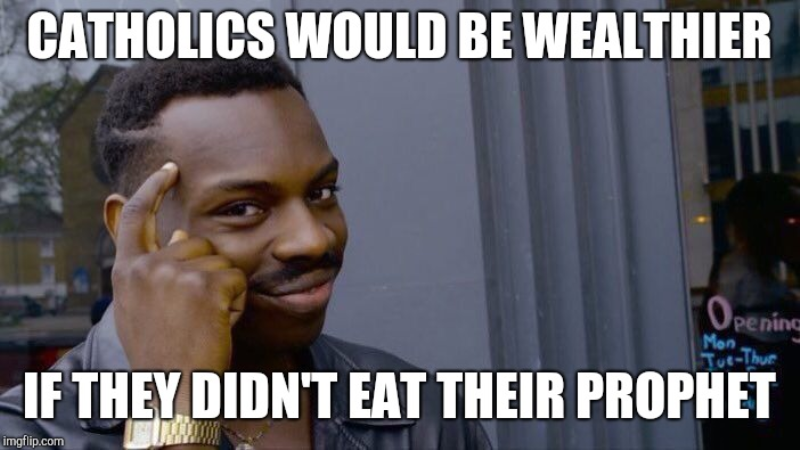 CATHOLICS WOULD BE WEALTHIER
Opening
Mon
Tue-Thur
IF THEY DIDN'T EAT THEIR PROPHET
imgflip.com